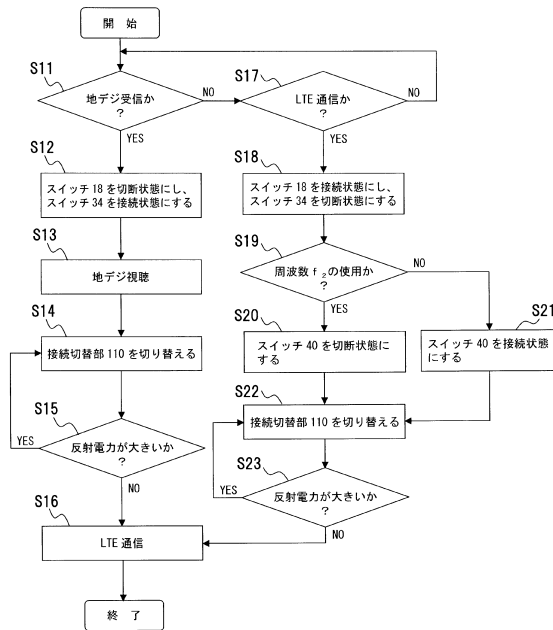 開 始
S11
地デジ受信か
?
NO
YES
S17
LTE 通信か
?
NO
YES
S12
スイッチ 18 を切断状態にし、
スイッチ 34 を接続状態にする
S18
スイッチ 18 を接続状態にし、
スイッチ 34 を切断状態にする
S13
地デジ視聴
S19
周波数 f₂の使用か
?
NO
YES
S14
接続切替部 110 を切り替える
S20
スイッチ 40 を切断状態に
する
S21
スイッチ 40 を接続状態
にする
S15
反射電力が大きいか
?
YES
NO
S22
接続切替部 110 を切り替える
S23
反射電力が大きいか
?
YES
NO
S16
LTE 通信
終 了